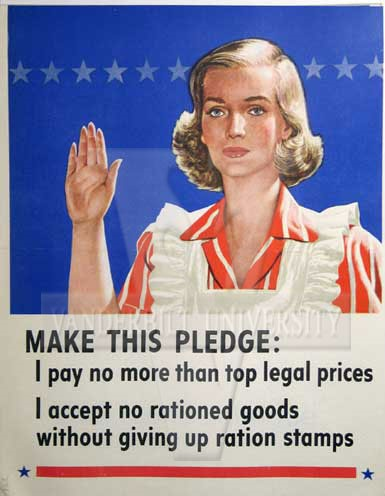 VANDERBILT UNIVERSITY
MAKE THIS PLEDGE:
I pay no more than top legal prices
I accept no rationed goods
without giving up ration stamps